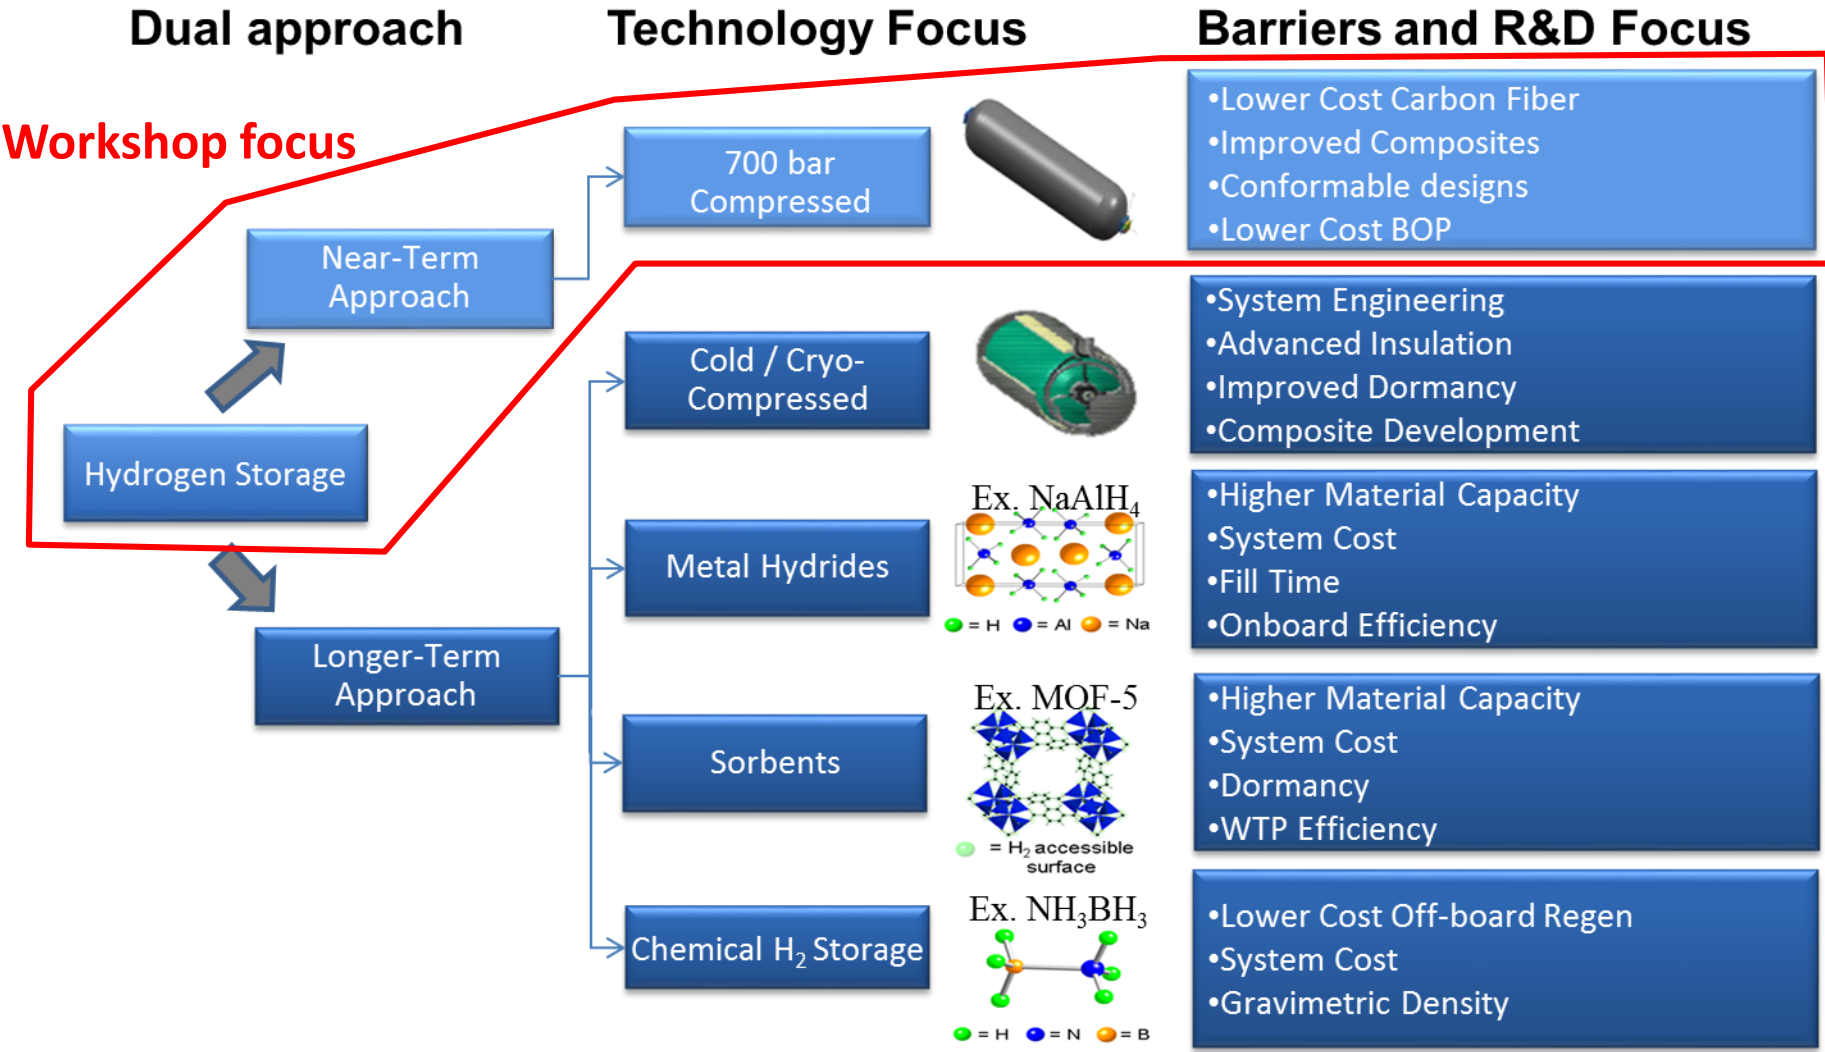 Dual approach
Technology Focus
Barriers and R&D Focus
Workshop focus
Hydrogen Storage
Near-Term
Approach
700 bar
Compressed
•Lower Cost Carbon Fiber
•Improved Composites
•Conformable designs
•Lower Cost BOP
Longer-Term
Approach
Cold / Cryo-
Compressed
•System Engineering
•Advanced Insulation
•Improved Dormancy
•Composite Development
Metal Hydrides
Ex. NaAlH₄
= H = Al = Na
•Higher Material Capacity
•System Cost
•Fill Time
•Onboard Efficiency
Sorbents
Ex. MOF-5
= H₂ accessible
surface
•Higher Material Capacity
•System Cost
•Dormancy
•WTP Efficiency
Chemical H₂ Storage
Ex. NH₃BH₃
= H = N = B
•Lower Cost Off-board Regen
•System Cost
•Gravimetric Density